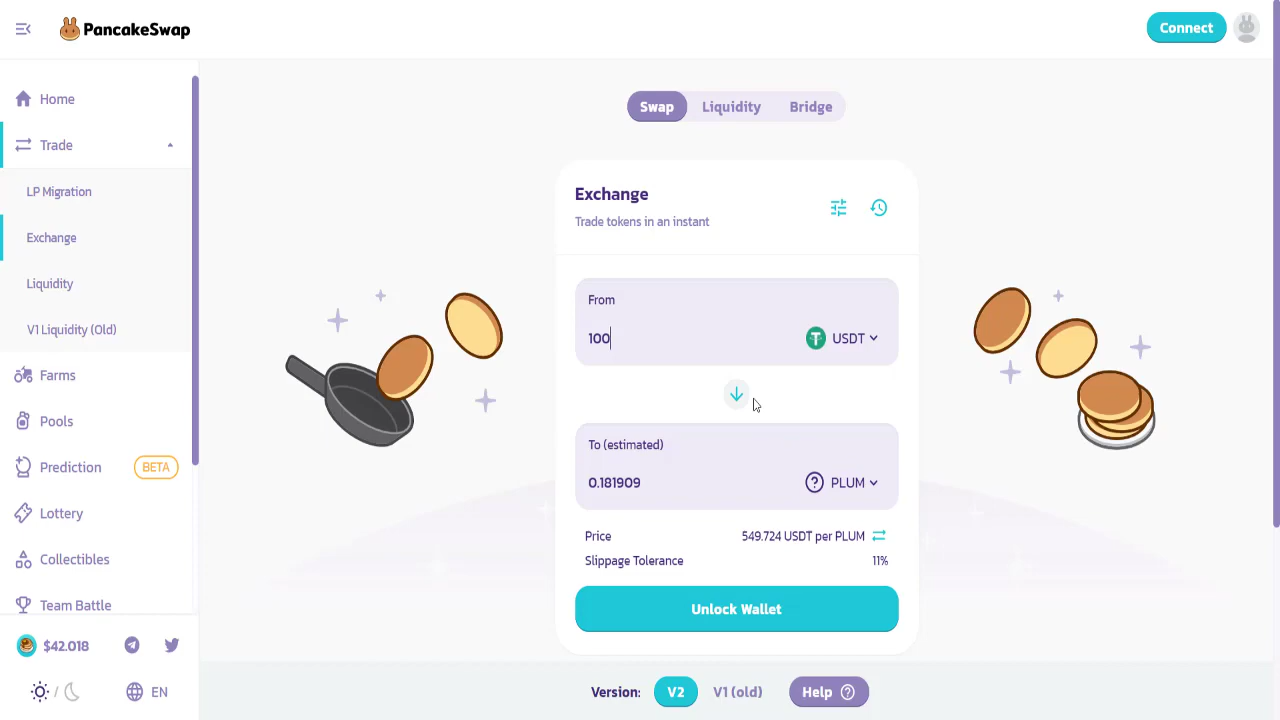 PancakeSwap
Connect
Home
Trade
LP Migration
Exchange
Liquidity
V1 Liquidity (Old)
Farms
Pools
Prediction
BETA
Lottery
Collectibles
Team Battle
$42.018
/
EN
Swap
Liquidity
Bridge
Exchange
Trade tokens in an instant
From
100
USDT
To (estimated)
0.181909
PLUM
Price
549.724 USDT per PLUM
Slippage Tolerance
11%
Unlock Wallet
Version:
V2
V1 (old)
Help